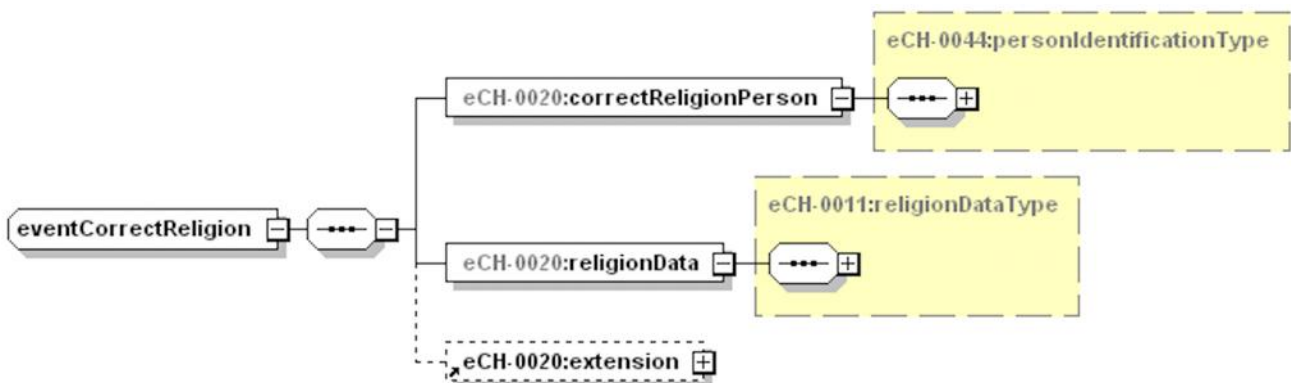 eCH-0044:personIdentificationType
eCH-0020:correctReligionPerson
eCH-0011:religionDataType
eventCorrectReligion
eCH-0020:religionData
eCH-0020:extension